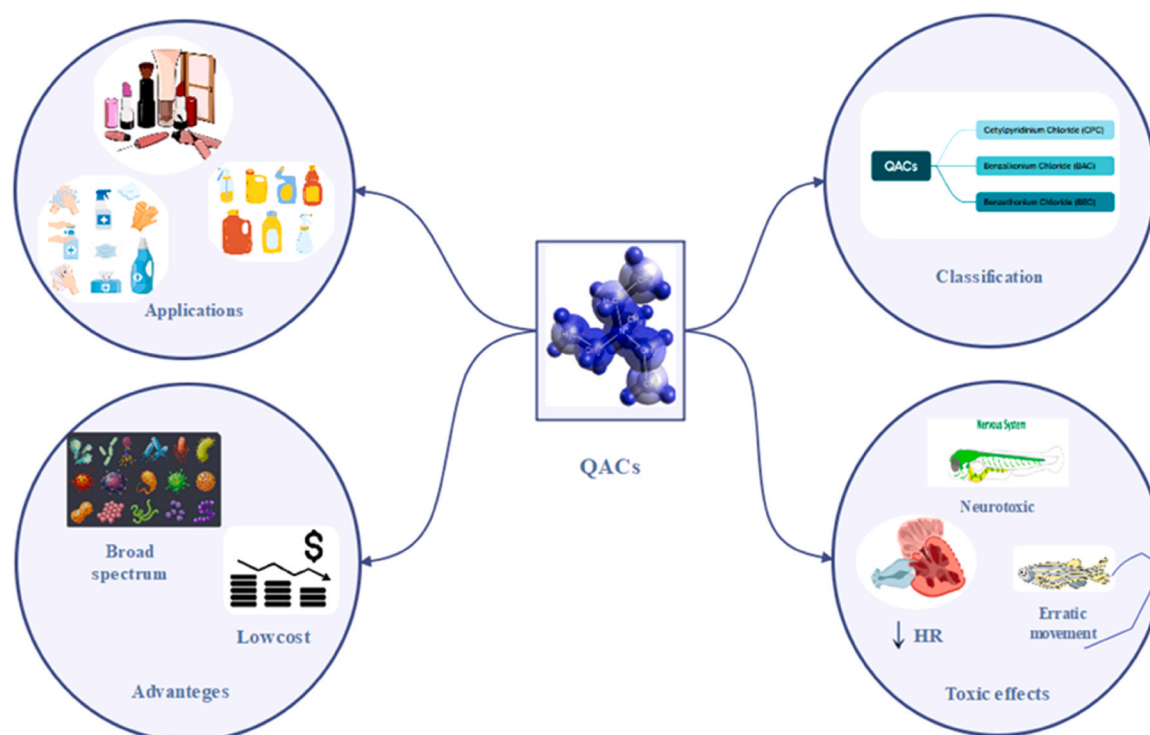 Applications
QACs
Cetylpyridinium Chloride (CPC)
Benzalkonium Chloride (BAC)
Benzethonium Chloride (BBC)
Classification
QACs
Broad
spectrum
$
Lowcost
Advanteges
Nervous System
Neurotoxic
↓ HR
Erratic
movement
Toxic effects